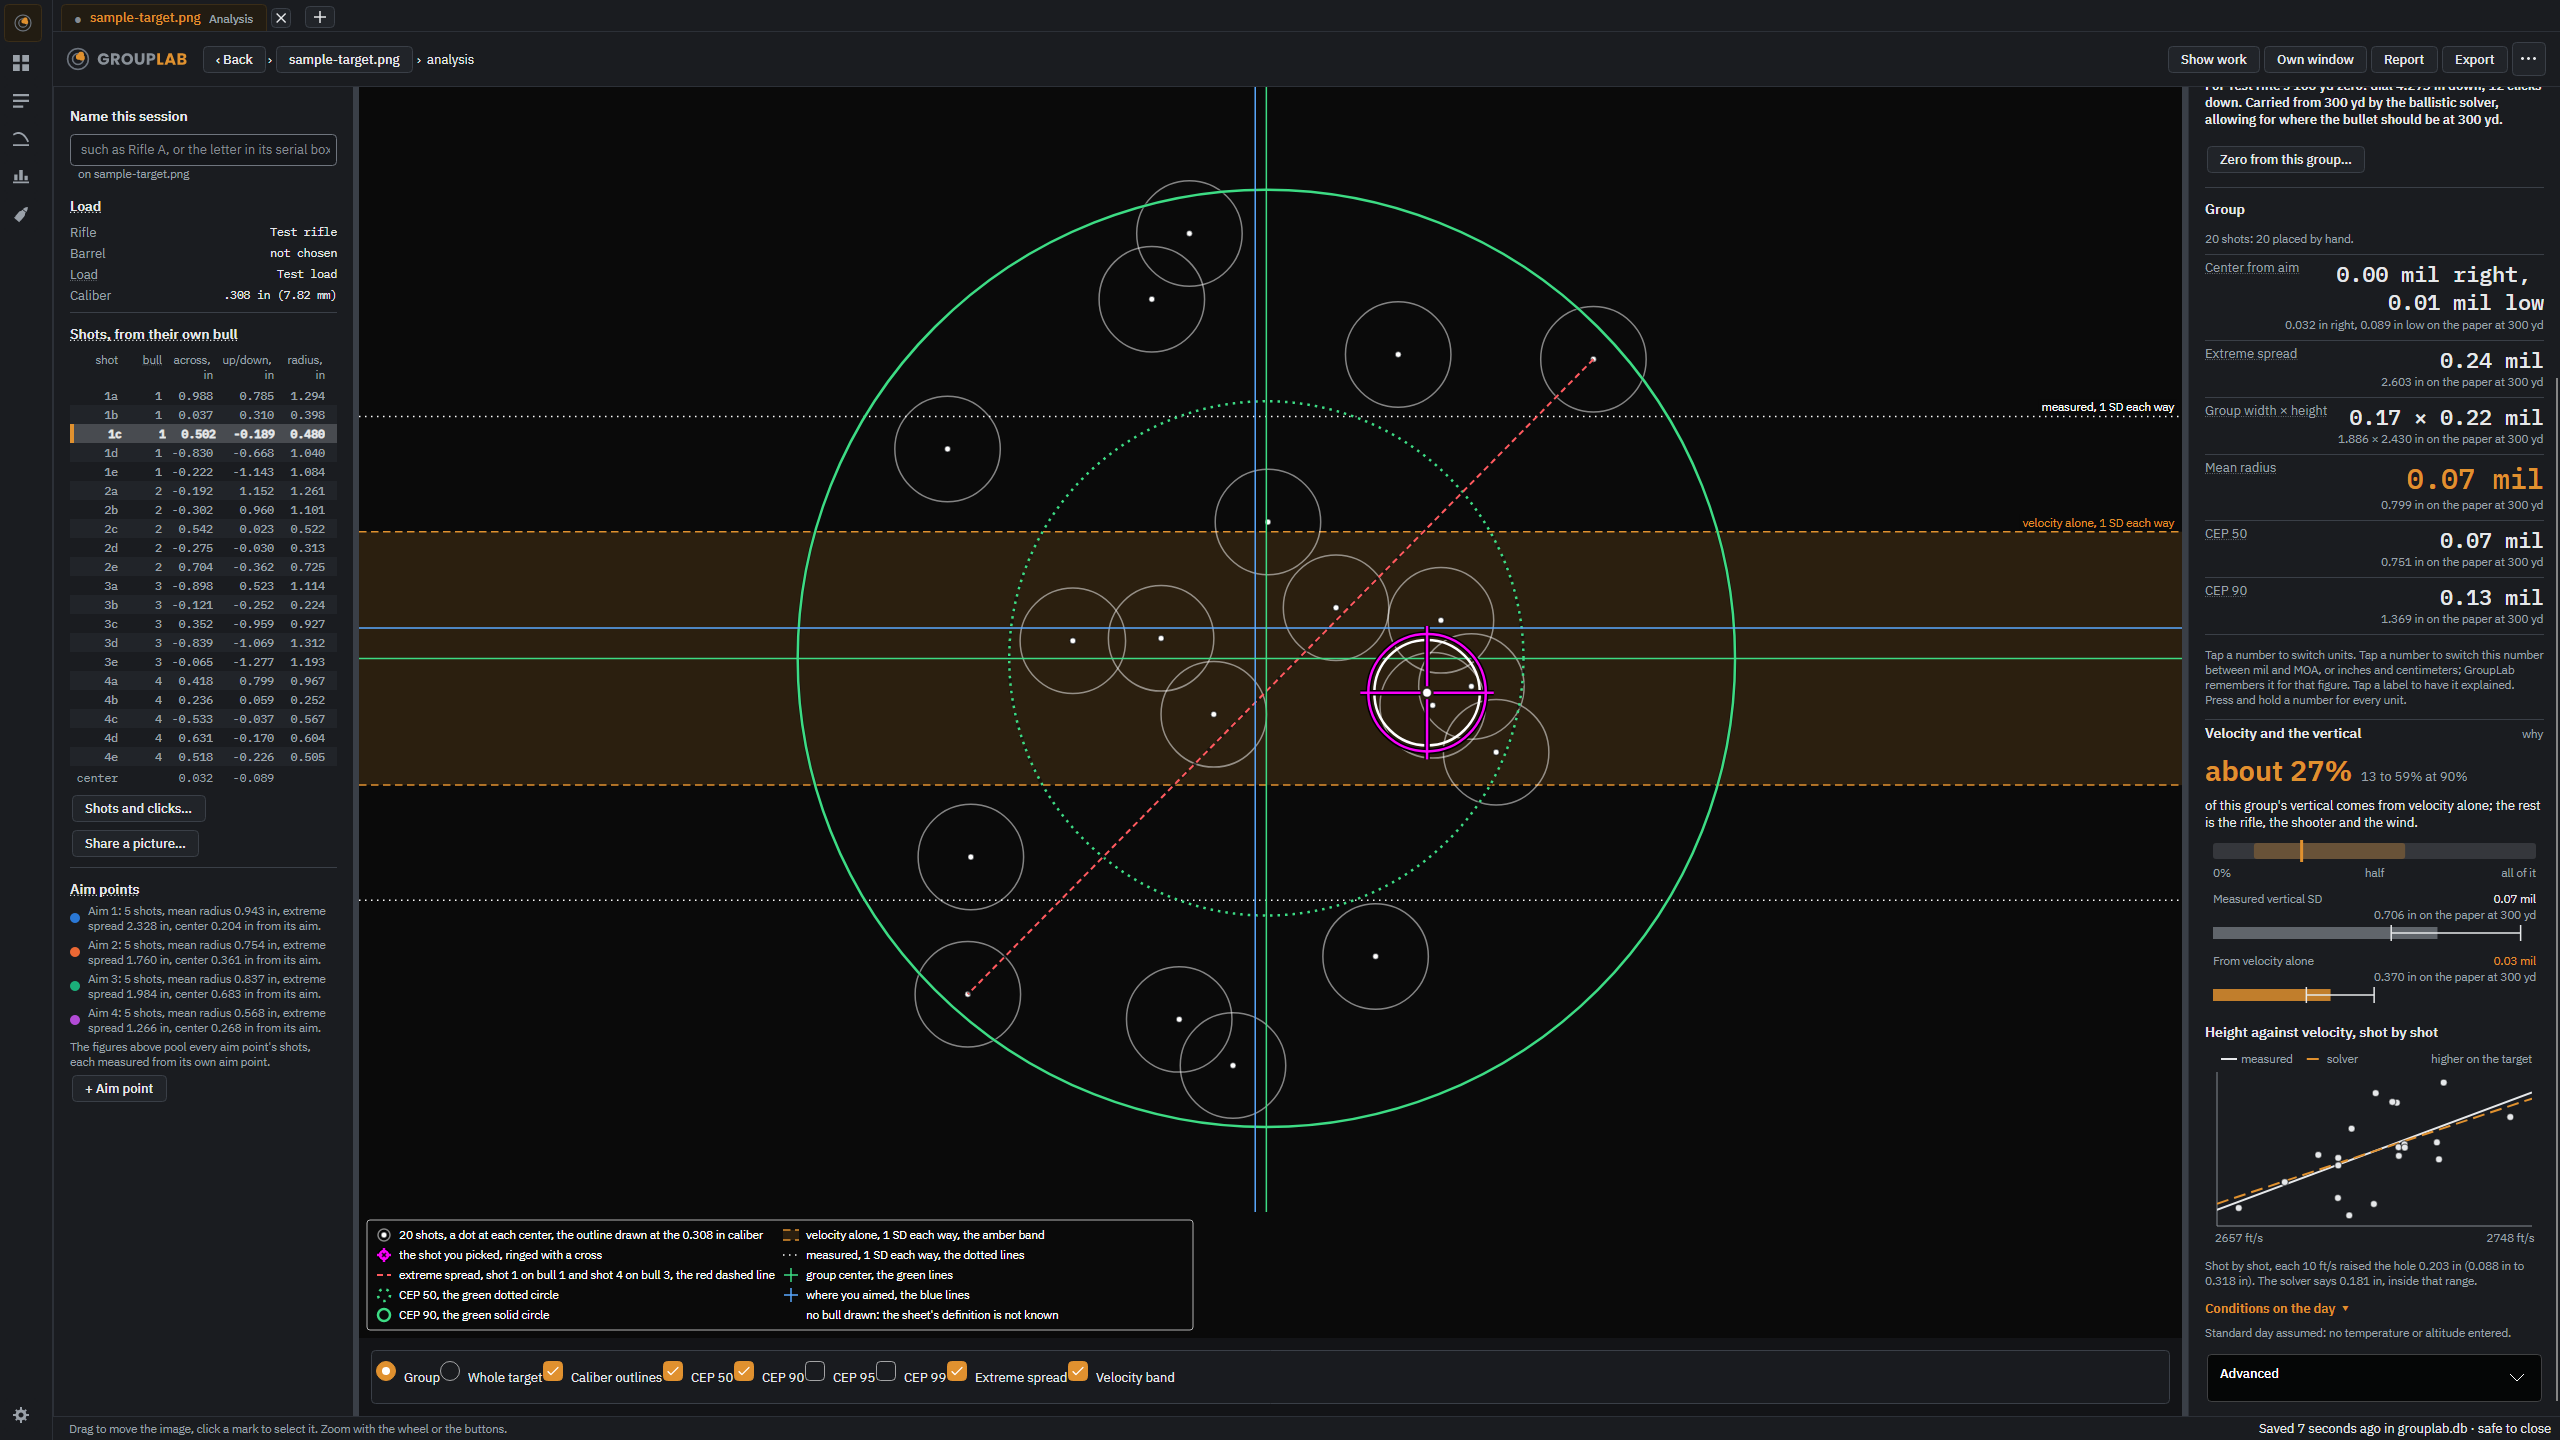 sample-target.png Analysis
GROUPLAB
‹ Back › sample-target.png › analysis
Show work
Own window
Report
Export
Name this session
such as Rifle A, or the letter in its serial box
on sample-target.png
Load
Rifle Test rifle
Barrel not chosen
Load Test load
Caliber .308 in (7.82 mm)
Shots, from their own bull
shot bull across, in up/down, in radius, in
1a 1 0.988 0.785 1.294
1b 1 0.037 0.310 0.398
1c 1 0.502 -0.189 0.480
1d 1 -0.830 -0.668 1.040
1e 1 -0.222 -1.143 1.084
2a 2 -0.192 1.152 1.261
2b 2 -0.302 0.960 1.101
2c 2 0.542 0.023 0.522
2d 2 -0.275 -0.030 0.313
2e 2 0.704 -0.362 0.725
3a 3 -0.898 0.523 1.114
3b 3 -0.121 -0.252 0.224
3c 3 0.352 -0.959 0.927
3d 3 -0.839 -1.069 1.312
3e 3 -0.065 -1.277 1.193
4a 4 0.418 0.799 0.967
4b 4 0.236 0.059 0.252
4c 4 -0.533 -0.037 0.567
4d 4 0.631 -0.170 0.604
4e 4 0.518 -0.226 0.505
center 0.032 -0.089
Shots and clicks...
Share a picture...
Aim points
Aim 1: 5 shots, mean radius 0.943 in, extreme
spread 2.328 in, center 0.204 in from its aim.
Aim 2: 5 shots, mean radius 0.754 in, extreme
spread 1.760 in, center 0.361 in from its aim.
Aim 3: 5 shots, mean radius 0.837 in, extreme
spread 1.984 in, center 0.683 in from its aim.
Aim 4: 5 shots, mean radius 0.568 in, extreme
spread 1.266 in, center 0.268 in from its aim.
The figures above pool every aim point's shots,
each measured from its own aim point.
+ Aim point
measured, 1 SD each way
velocity alone, 1 SD each way
20 shots, a dot at each center, the outline drawn at the 0.308 in caliber
the shot you picked, ringed with a cross
extreme spread, shot 1 on bull 1 and shot 4 on bull 3, the red dashed line
CEP 50, the green dotted circle
CEP 90, the green solid circle
velocity alone, 1 SD each way, the amber band
measured, 1 SD each way, the dotted lines
group center, the green lines
where you aimed, the blue lines
no bull drawn: the sheet's definition is not known
Group Whole target Caliber outlines CEP 50 CEP 90 CEP 95 CEP 99 Extreme spread Velocity band
down. Carried from 300 yd by the ballistic solver,
allowing for where the bullet should be at 300 yd.
Zero from this group...
Group
20 shots: 20 placed by hand.
Center from aim 0.00 mil right,
0.01 mil low
0.032 in right, 0.089 in low on the paper at 300 yd
Extreme spread 0.24 mil
2.603 in on the paper at 300 yd
Group width × height 0.17 × 0.22 mil
1.886 × 2.430 in on the paper at 300 yd
Mean radius 0.07 mil
0.799 in on the paper at 300 yd
CEP 50 0.07 mil
0.751 in on the paper at 300 yd
CEP 90 0.13 mil
1.369 in on the paper at 300 yd
Tap a number to switch units. Tap a number to switch this number
between mil and MOA, or inches and centimeters; GroupLab
remembers it for that figure. Tap a label to have it explained.
Press and hold a number for every unit.
Velocity and the vertical why
about 27% 13 to 59% at 90%
of this group's vertical comes from velocity alone; the rest
is the rifle, the shooter and the wind.
0% half all of it
Measured vertical SD 0.07 mil
0.706 in on the paper at 300 yd
From velocity alone 0.03 mil
0.370 in on the paper at 300 yd
Height against velocity, shot by shot
measured solver higher on the target
2657 ft/s 2748 ft/s
Shot by shot, each 10 ft/s raised the hole 0.203 in (0.088 in to
0.318 in). The solver says 0.181 in, inside that range.
Conditions on the day
Standard day assumed: no temperature or altitude entered.
Advanced
Drag to move the image, click a mark to select it. Zoom with the wheel or the buttons.
Saved 7 seconds ago in grouplab.db · safe to close